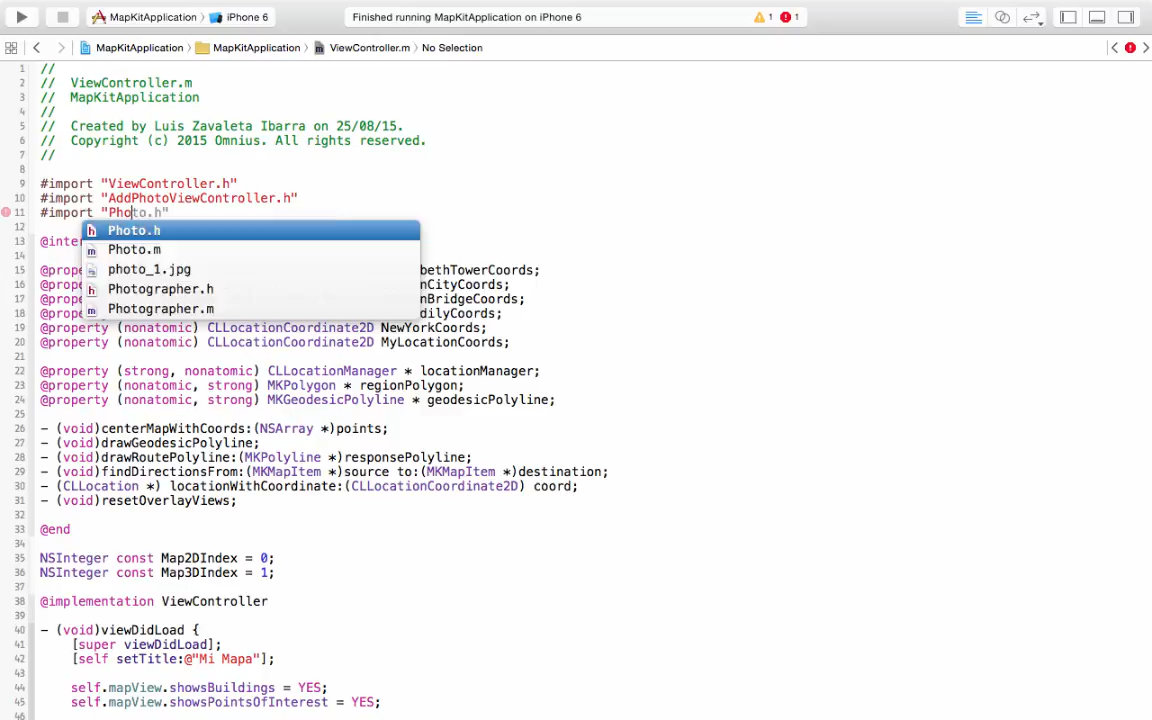 MapKitApplication > iPhone 6
Finished running MapKitApplication on iPhone 6
1
1
MapKitApplication > MapKitApplication > ViewController.m > No Selection
1 //
2 //  ViewController.m
3 //  MapKitApplication
4 //
5 //  Created by Luis Zavaleta Ibarra on 25/08/15.
6 //  Copyright (c) 2015 Omnius. All rights reserved.
7 //
8
9 #import "ViewController.h"
10 #import "AddPhotoViewController.h"
11 #import "Photo.h"
12
Photo.h
Photo.m
photo_1.jpg
Photographer.h
Photographer.m
13 @inte
14
15 @prope bethTowerCoords;
16 @prope nCityCoords;
17 @prope nBridgeCoords;
18 @prope dilyCoords;
19 @property (nonatomic) CLLocationCoordinate2D NewYorkCoords;
20 @property (nonatomic) CLLocationCoordinate2D MyLocationCoords;
21
22 @property (strong, nonatomic) CLLocationManager * locationManager;
23 @property (nonatomic, strong) MKPolygon * regionPolygon;
24 @property (nonatomic, strong) MKGeodesicPolyline * geodesicPolyline;
25
26 - (void)centerMapWithCoords:(NSArray *)points;
27 - (void)drawGeodesicPolyline;
28 - (void)drawRoutePolyline:(MKPolyline *)responsePolyline;
29 - (void)findDirectionsFrom:(MKMapItem *)source to:(MKMapItem *)destination;
30 - (CLLocation *) locationWithCoordinate:(CLLocationCoordinate2D) coord;
31 - (void)resetOverlayViews;
32
33 @end
34
35 NSInteger const Map2DIndex = 0;
36 NSInteger const Map3DIndex = 1;
37
38 @implementation ViewController
39
40 - (void)viewDidLoad {
41     [super viewDidLoad];
42     [self setTitle:@"Mi Mapa"];
43
44     self.mapView.showsBuildings = YES;
45     self.mapView.showsPointsOfInterest = YES;
46